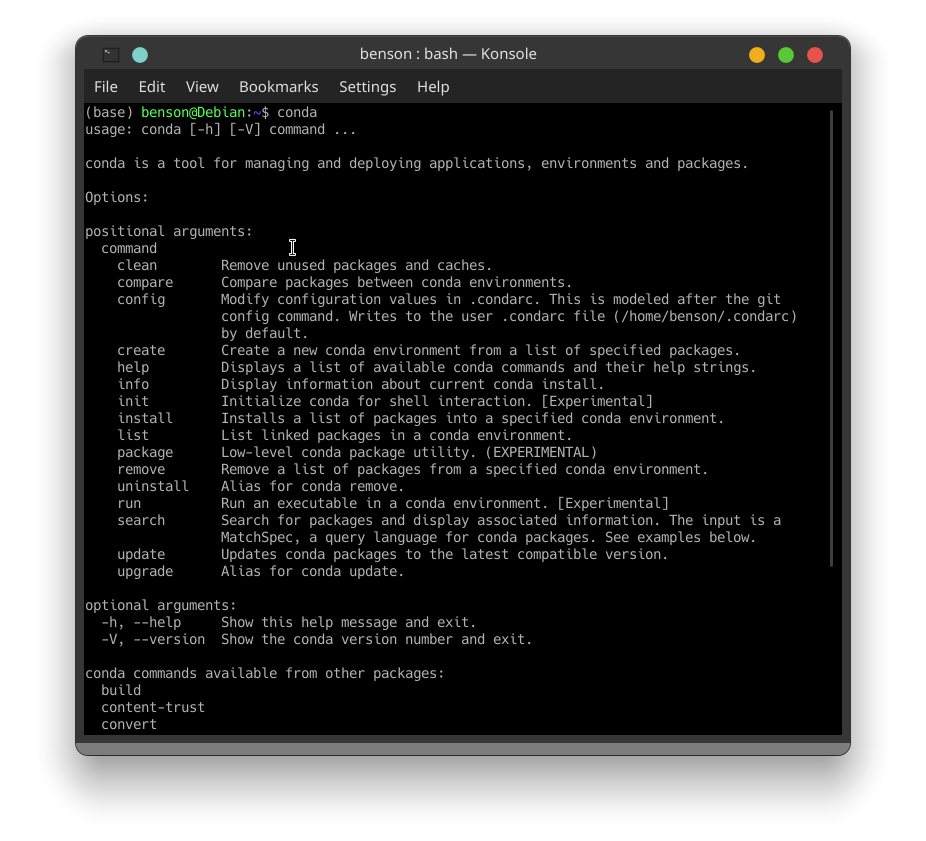 benson : bash — Konsole
File Edit View Bookmarks Settings Help
(base) benson@Debian:~$ conda
usage: conda [-h] [-V] command ...
conda is a tool for managing and deploying applications, environments and packages.
Options:
positional arguments:
  command
    clean        Remove unused packages and caches.
    compare      Compare packages between conda environments.
    config       Modify configuration values in .condarc. This is modeled after the git
                 config command. Writes to the user .condarc file (/home/benson/.condarc)
                 by default.
    create       Create a new conda environment from a list of specified packages.
    help         Displays a list of available conda commands and their help strings.
    info         Display information about current conda install.
    init         Initialize conda for shell interaction. [Experimental]
    install      Installs a list of packages into a specified conda environment.
    list         List linked packages in a conda environment.
    package      Low-level conda package utility. (EXPERIMENTAL)
    remove       Remove a list of packages from a specified conda environment.
    uninstall    Alias for conda remove.
    run          Run an executable in a conda environment. [Experimental]
    search       Search for packages and display associated information. The input is a
                 MatchSpec, a query language for conda packages. See examples below.
    update       Updates conda packages to the latest compatible version.
    upgrade      Alias for conda update.
optional arguments:
  -h, --help     Show this help message and exit.
  -V, --version  Show the conda version number and exit.
conda commands available from other packages:
  build
  content-trust
  convert